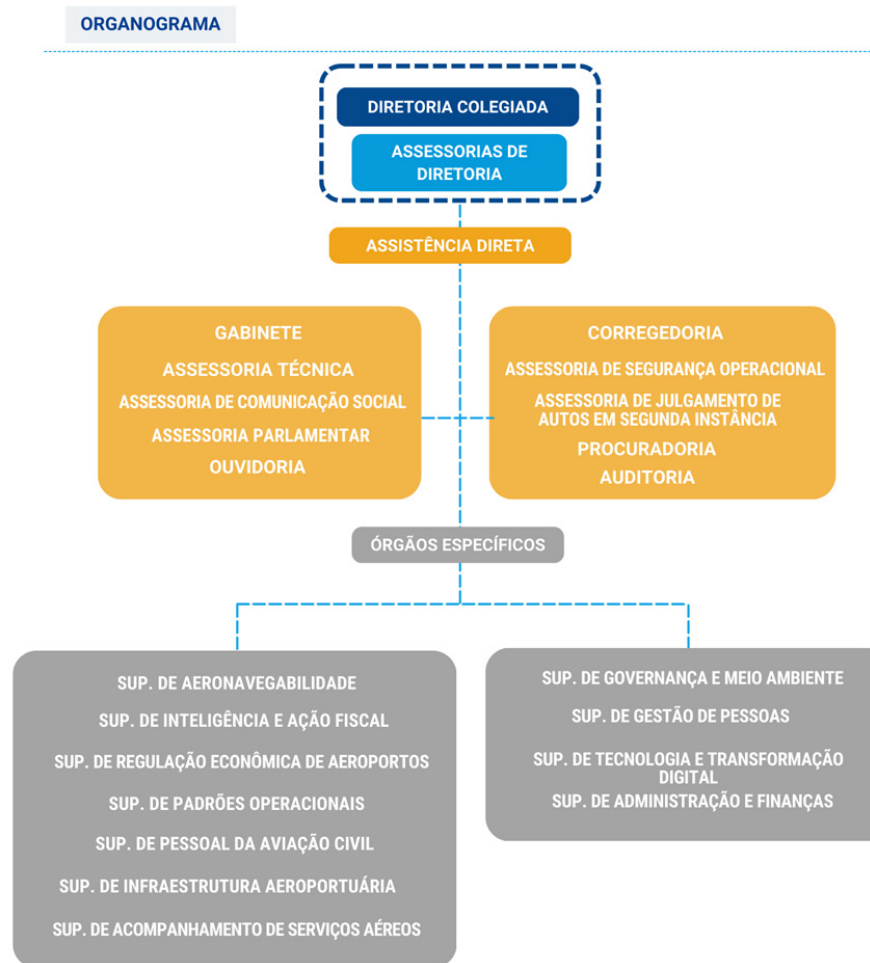 ORGANOGRAMA
DIRETORIA COLEGIADA
ASSESSORIAS DE
DIRETORIA
ASSISTÊNCIA DIRETA
GABINETE
ASSESSORIA TÉCNICA
ASSESSORIA DE COMUNICAÇÃO SOCIAL
ASSESSORIA PARLAMENTAR
OUVIDORIA
CORREGEDORIA
ASSESSORIA DE SEGURANÇA OPERACIONAL
ASSESSORIA DE JULGAMENTO DE
AUTOS EM SEGUNDA INSTÂNCIA
PROCURADORIA
AUDITORIA
ÓRGÃOS ESPECÍFICOS
SUP. DE AERONAVEGABILIDADE
SUP. DE INTELIGÊNCIA E AÇÃO FISCAL
SUP. DE REGULAÇÃO ECONÔMICA DE AEROPORTOS
SUP. DE PADRÕES OPERACIONAIS
SUP. DE PESSOAL DA AVIAÇÃO CIVIL
SUP. DE INFRAESTRUTURA AEROPORTUÁRIA
SUP. DE ACOMPANHAMENTO DE SERVIÇOS AÉREOS
SUP. DE GOVERNANÇA E MEIO AMBIENTE
SUP. DE GESTÃO DE PESSOAS
SUP. DE TECNOLOGIA E TRANSFORMAÇÃO
DIGITAL
SUP. DE ADMINISTRAÇÃO E FINANÇAS